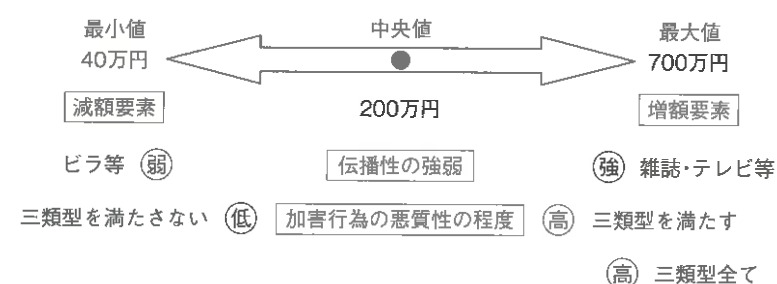 最小値 中央値 最大値
40万円 700万円
減額要素 200万円 増額要素
ビラ等 弱 伝播性の強弱 強 雑誌・テレビ等
三類型を満たさない 低 加害行為の悪質性の程度 高 三類型を満たす
高 三類型全て